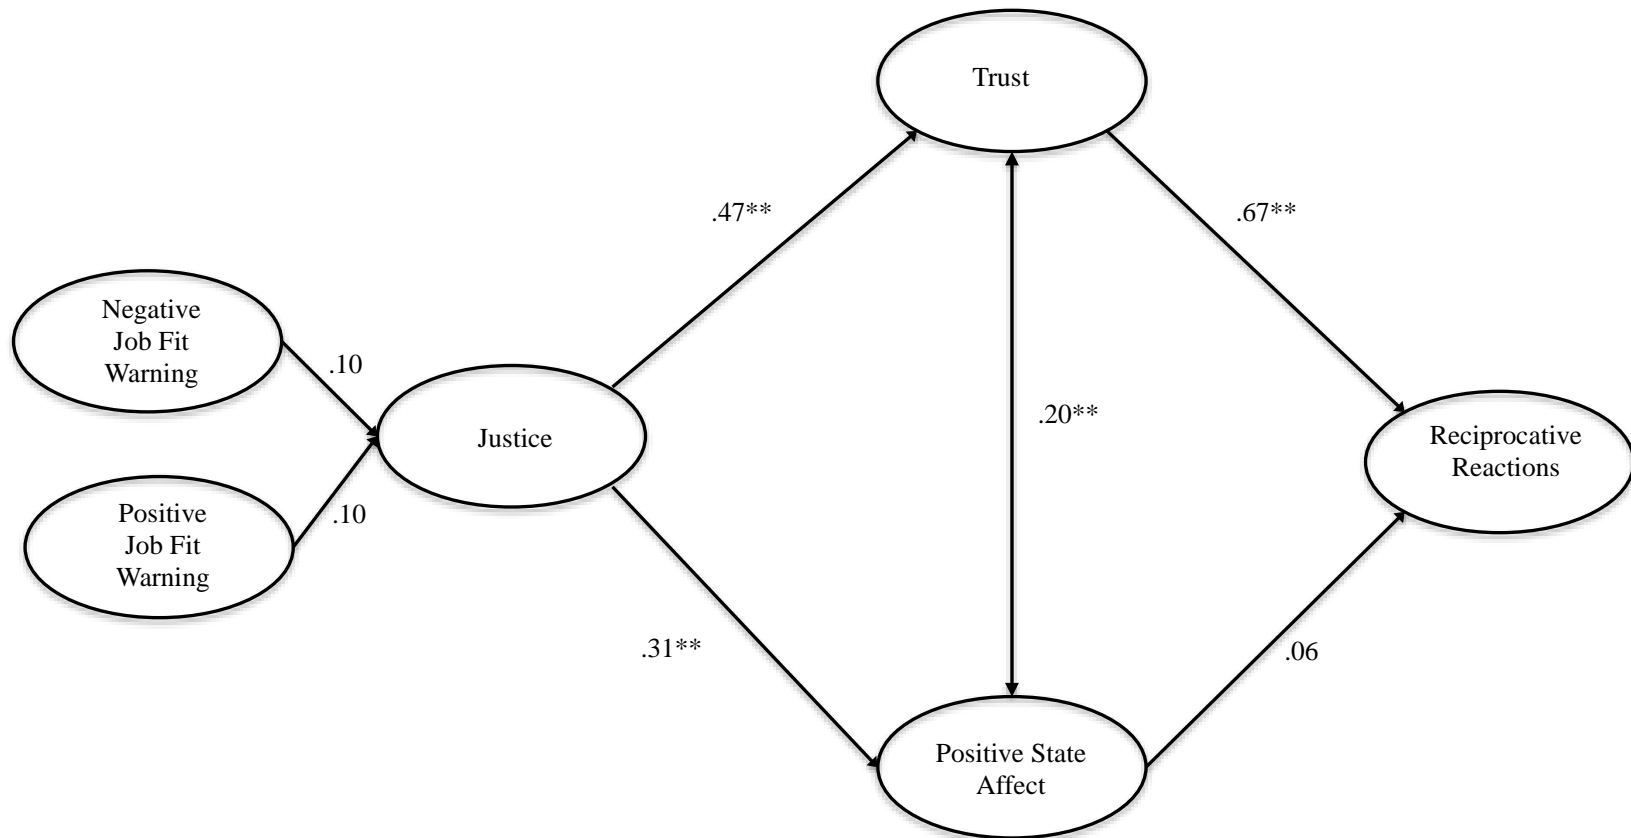 Trust
.47**
.67**
Negative
Job Fit
Warning
.10
.20**
Justice
Reciprocative
Reactions
Positive
Job Fit
Warning
.10
.31**
.06
Positive State
Affect